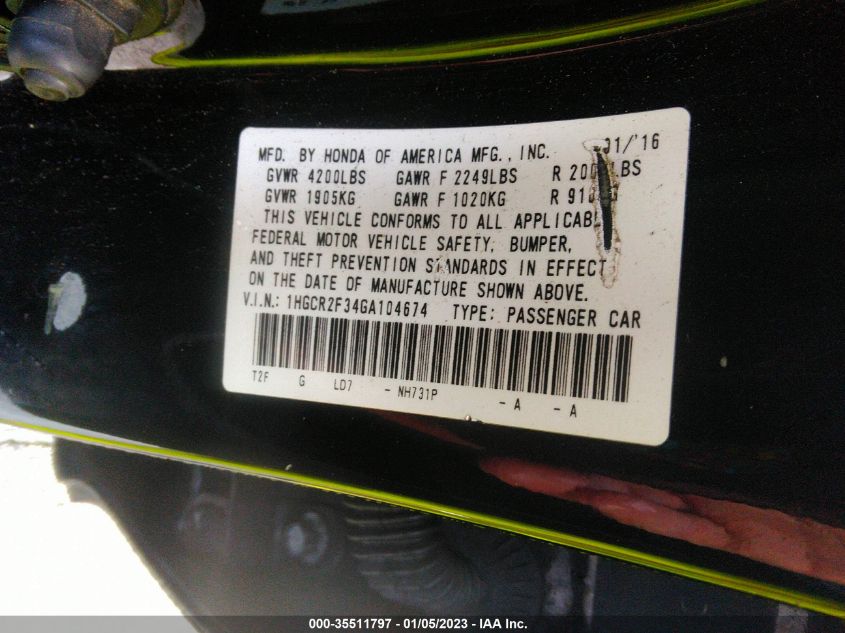 MFD. BY HONDA OF AMERICA MFG., INC. 01/'16
GVWR 4200LBS GAWR F 2249LBS R LBS
GVWR 1905KG GAWR F 1020KG R
THIS VEHICLE CONFORMS TO ALL
FEDERAL MOTOR VEHICLE SAFETY, BUMPER,
AND THEFT PREVENTION STANDARDS IN EFFECT
ON THE DATE OF MANUFACTURE SHOWN ABOVE.
V.I.N.: 1HGCR2F34GA104674 TYPE: PASSENGER CAR
T2F G LD7 - NH731P - A - A
000-35511797 - 01/05/2023 - IAA Inc.